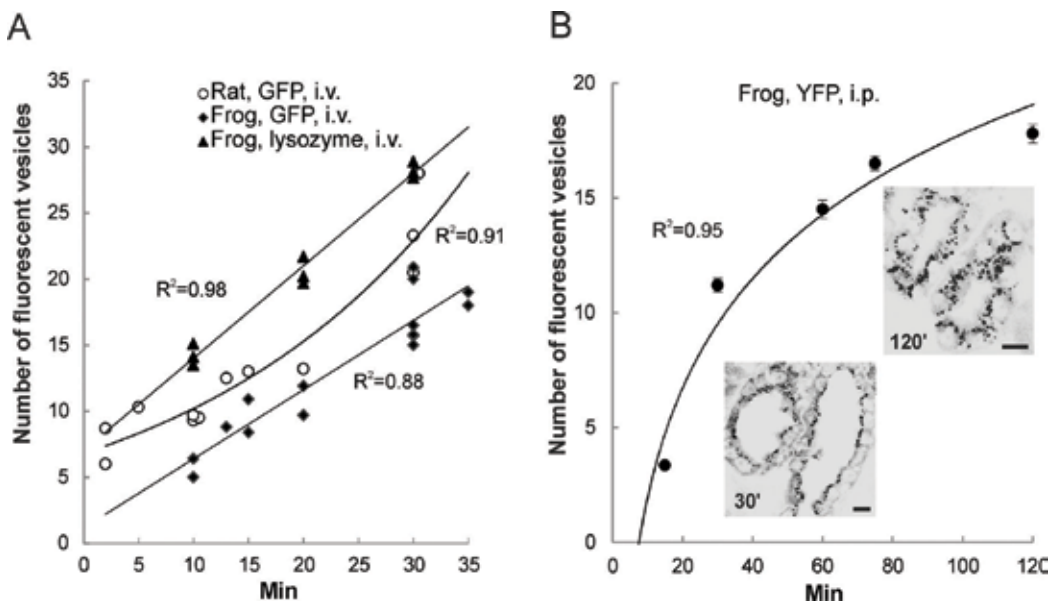 A
Number of fluorescent vesicles
35
30
25
20
15
10
5
0
Rat, GFP, i.v.
Frog, GFP, i.v.
Frog, lysozyme, i.v.
R²=0.98
R²=0.91
R²=0.88
0 5 10 15 20 25 30 35
Min
B
Number of fluorescent vesicles
20
15
10
5
0
Frog, YFP, i.p.
R²=0.95
120'
30'
0 20 40 60 80 100 120
Min